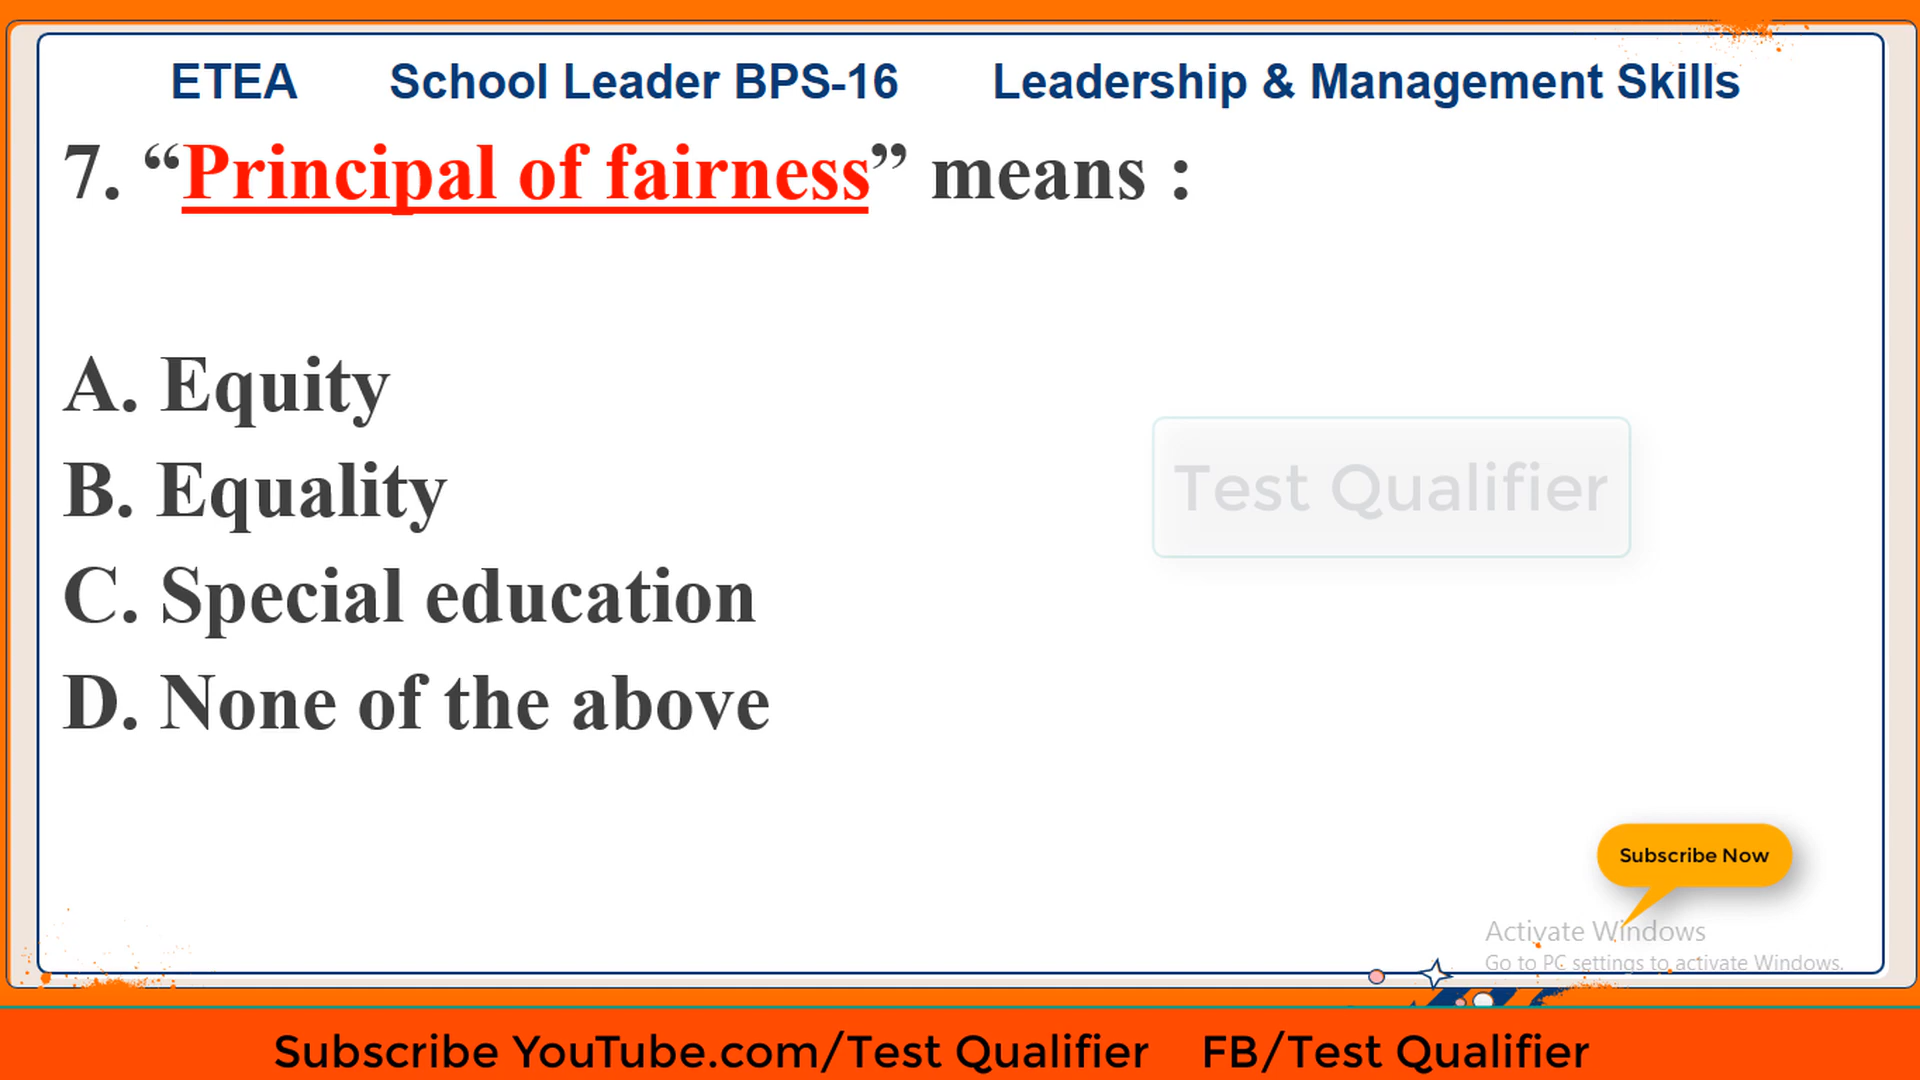 ETEA School Leader BPS-16 Leadership & Management Skills
7. “Principal of fairness” means :
A. Equity
B. Equality
Test Qualifier
C. Special education
D. None of the above
Subscribe Now
Activate Windows
Go to PC settings to activate Windows.
Subscribe YouTube.com/Test Qualifier FB/Test Qualifier